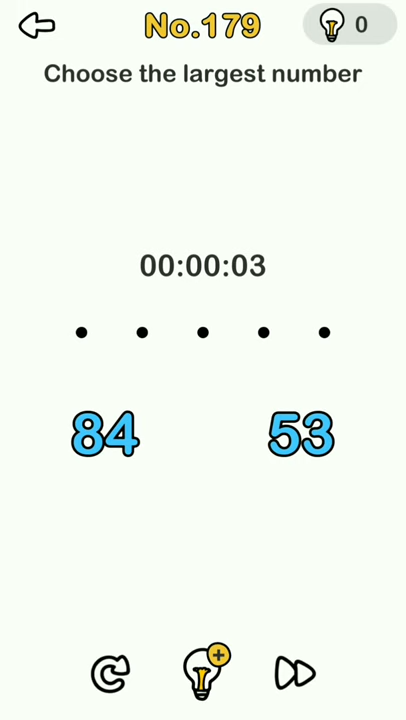 No.179
0
Choose the largest number
00:00:03
84 53